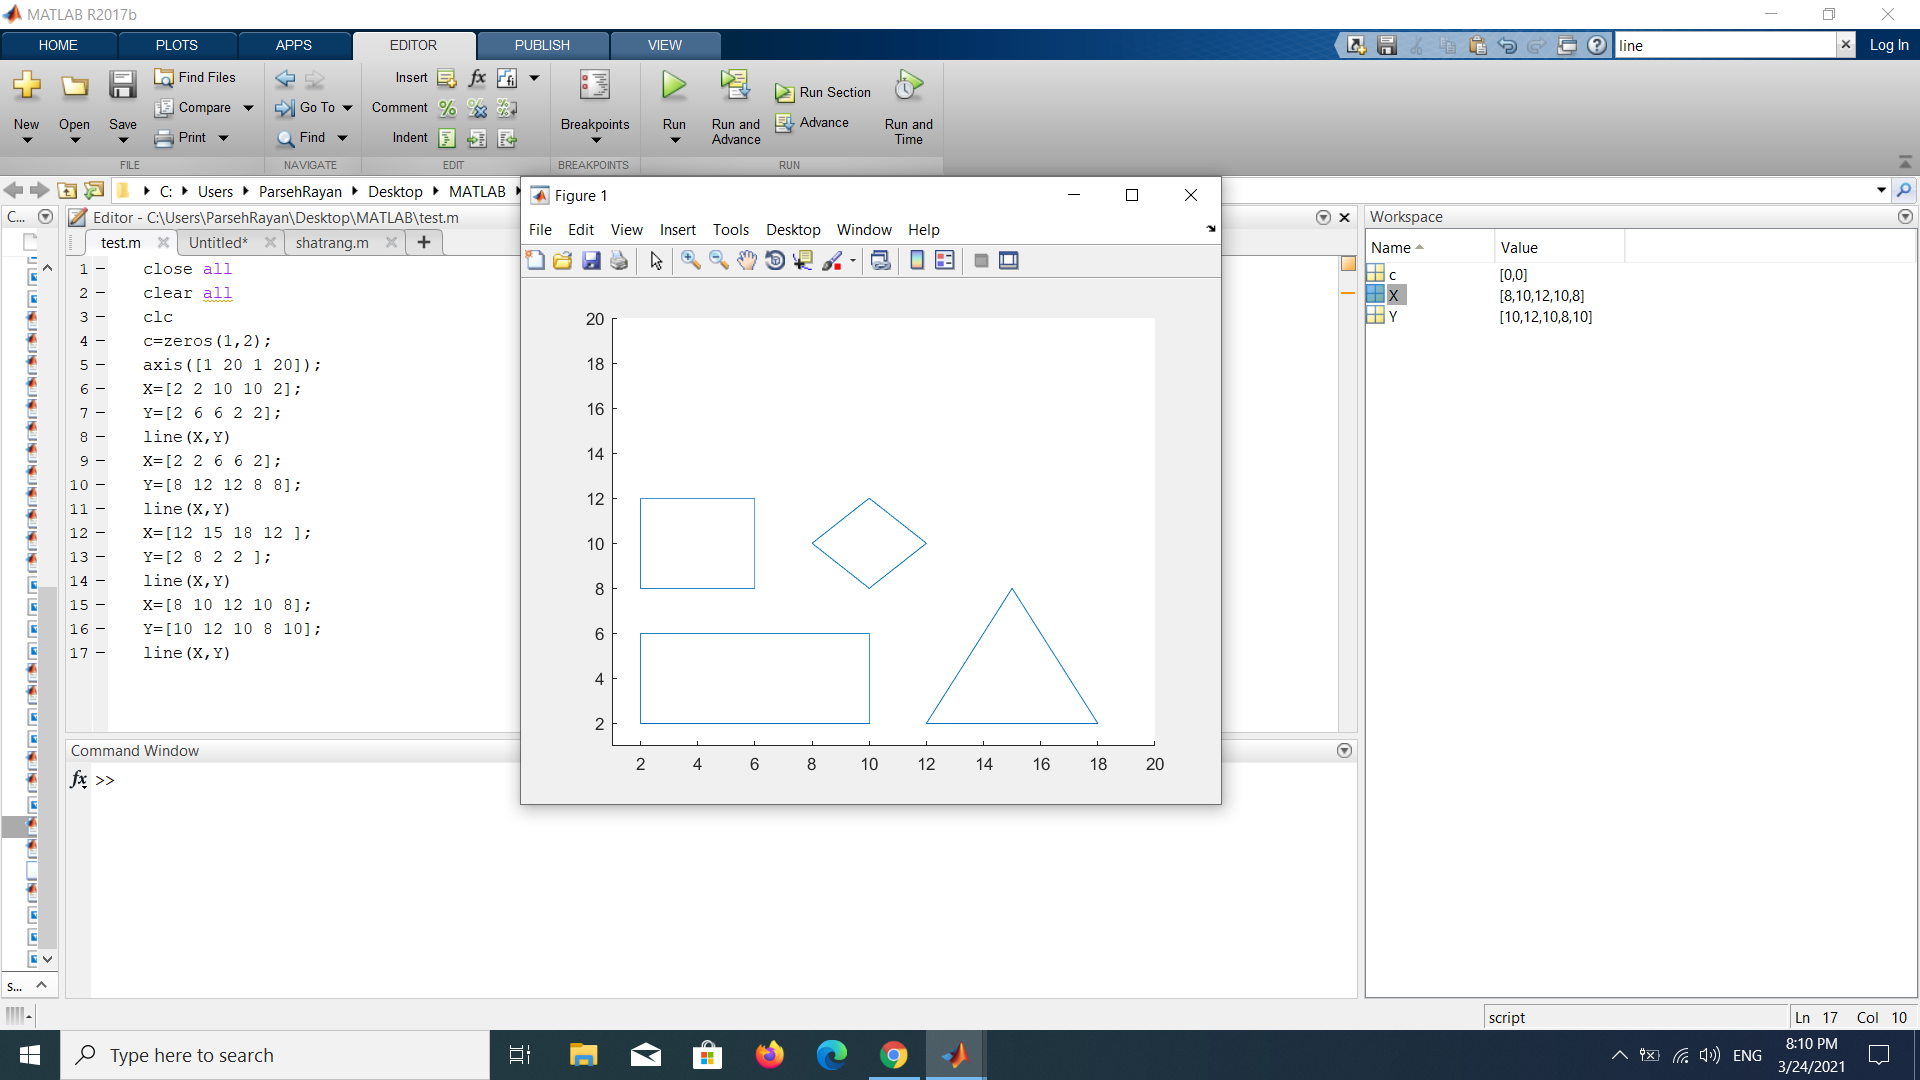 MATLAB R2017b
HOME PLOTS APPS EDITOR PUBLISH VIEW
line
Log In
New Open Save
Find Files
Compare
Print
Go To
Find
Insert
Comment
Indent
Breakpoints
Run
Run and Advance
Run Section
Advance
Run and Time
FILE NAVIGATE EDIT BREAKPOINTS RUN
C: Users ParsehRayan Desktop MATLAB
C...
Editor - C:\Users\ParsehRayan\Desktop\MATLAB\test.m
test.m Untitled* shatrang.m
1 close all
2 clear all
3 clc
4 c=zeros(1,2);
5 axis([1 20 1 20]);
6 X=[2 2 10 10 2];
7 Y=[2 6 6 2 2];
8 line(X,Y)
9 X=[2 2 6 6 2];
10 Y=[8 12 12 8 8];
11 line(X,Y)
12 X=[12 15 18 12 ];
13 Y=[2 8 2 2 ];
14 line(X,Y)
15 X=[8 10 12 10 8];
16 Y=[10 12 10 8 10];
17 line(X,Y)
Command Window
fx >>
s...
Figure 1
File Edit View Insert Tools Desktop Window Help
20
18
16
14
12
10
8
6
4
2
2 4 6 8 10 12 14 16 18 20
Workspace
Name Value
c [0,0]
X [8,10,12,10,8]
Y [10,12,10,8,10]
script
Ln 17 Col 10
Type here to search
ENG
8:10 PM
3/24/2021